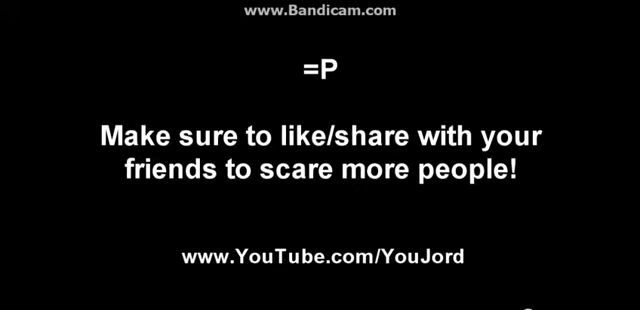 www.Bandicam.com
=P
Make sure to like/share with your
friends to scare more people!
www.YouTube.com/YouJord